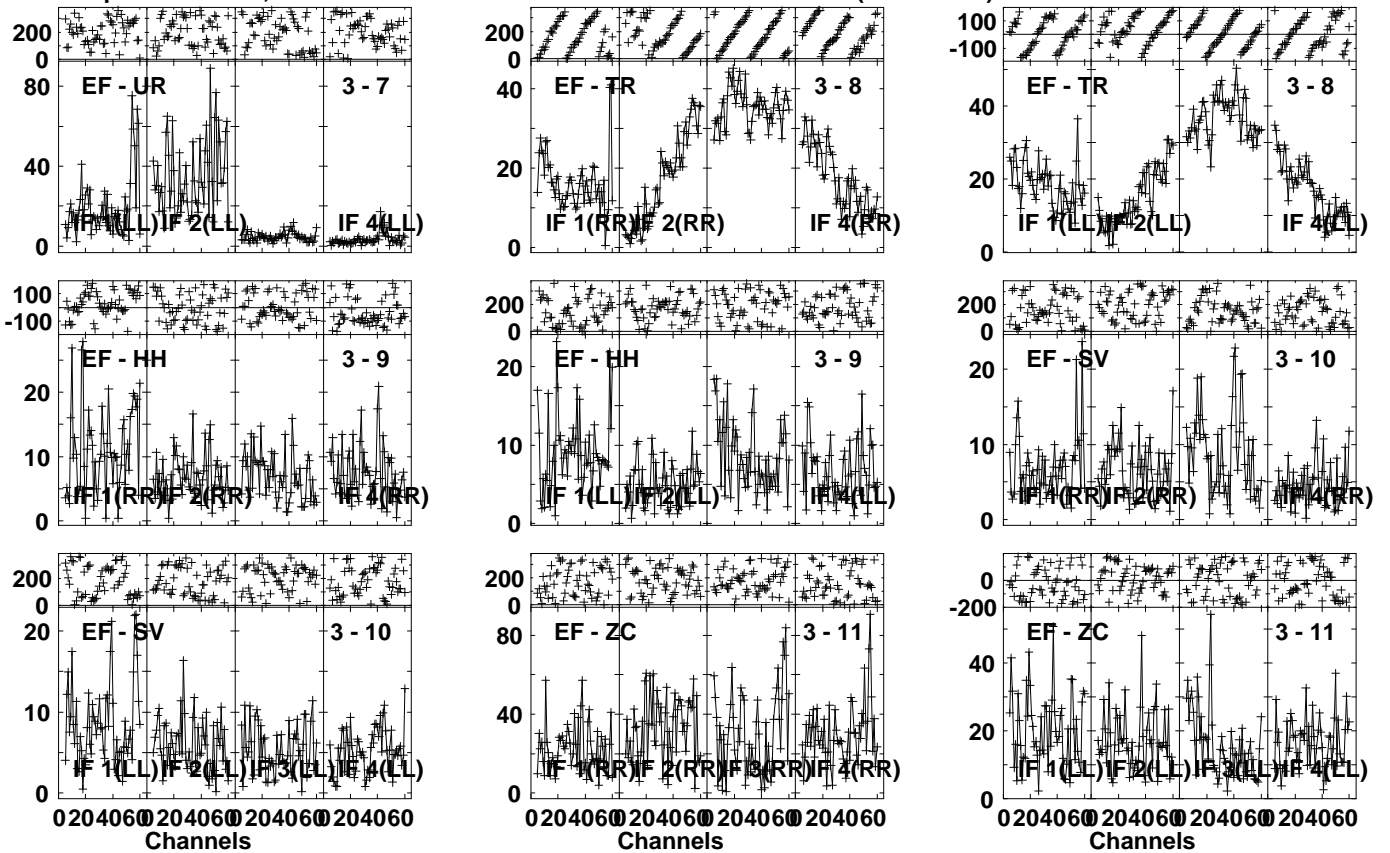 200
0
200
0
100
-100
80
40
0
EF - UR
3 - 7
IF 1(LL)
IF 2(LL)
IF 4(LL)
40
20
0
EF - TR
3 - 8
IF 1(RR)
IF 2(RR)
IF 4(RR)
40
20
0
EF - TR
3 - 8
IF 1(LL)
IF 2(LL)
IF 4(LL)
100
-100
200
0
200
0
20
10
0
EF - HH
3 - 9
IF 1(RR)
IF 2(RR)
IF 4(RR)
20
10
0
EF - HH
3 - 9
IF 1(LL)
IF 2(LL)
IF 4(LL)
20
10
0
EF - SV
3 - 10
IF 1(RR)
IF 2(RR)
IF 4(RR)
200
0
200
0
0
-200
20
10
0
EF - SV
3 - 10
IF 1(LL)
IF 2(LL)
IF 3(LL)
IF 4(LL)
80
40
0
EF - ZC
3 - 11
IF 1(RR)
IF 2(RR)
IF 3(RR)
IF 4(RR)
40
20
0
EF - ZC
3 - 11
IF 1(LL)
IF 2(LL)
IF 3(LL)
IF 4(LL)
0 20 40 60 0 20 40 60 0 20 40 60 0 20 40 60
Channels
0 20 40 60 0 20 40 60 0 20 40 60 0 20 40 60
Channels
0 20 40 60 0 20 40 60 0 20 40 60 0 20 40 60
Channels